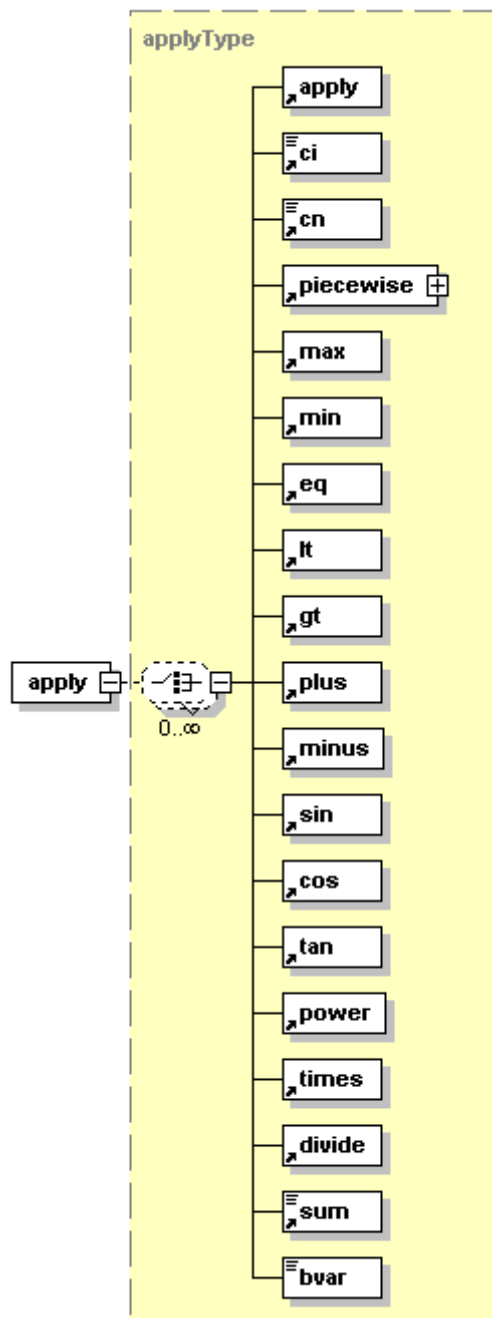 applyType
apply
ci
cn
piecewise
max
min
eq
lt
gt
apply
plus
0..∞
minus
sin
cos
tan
power
times
divide
sum
bvar